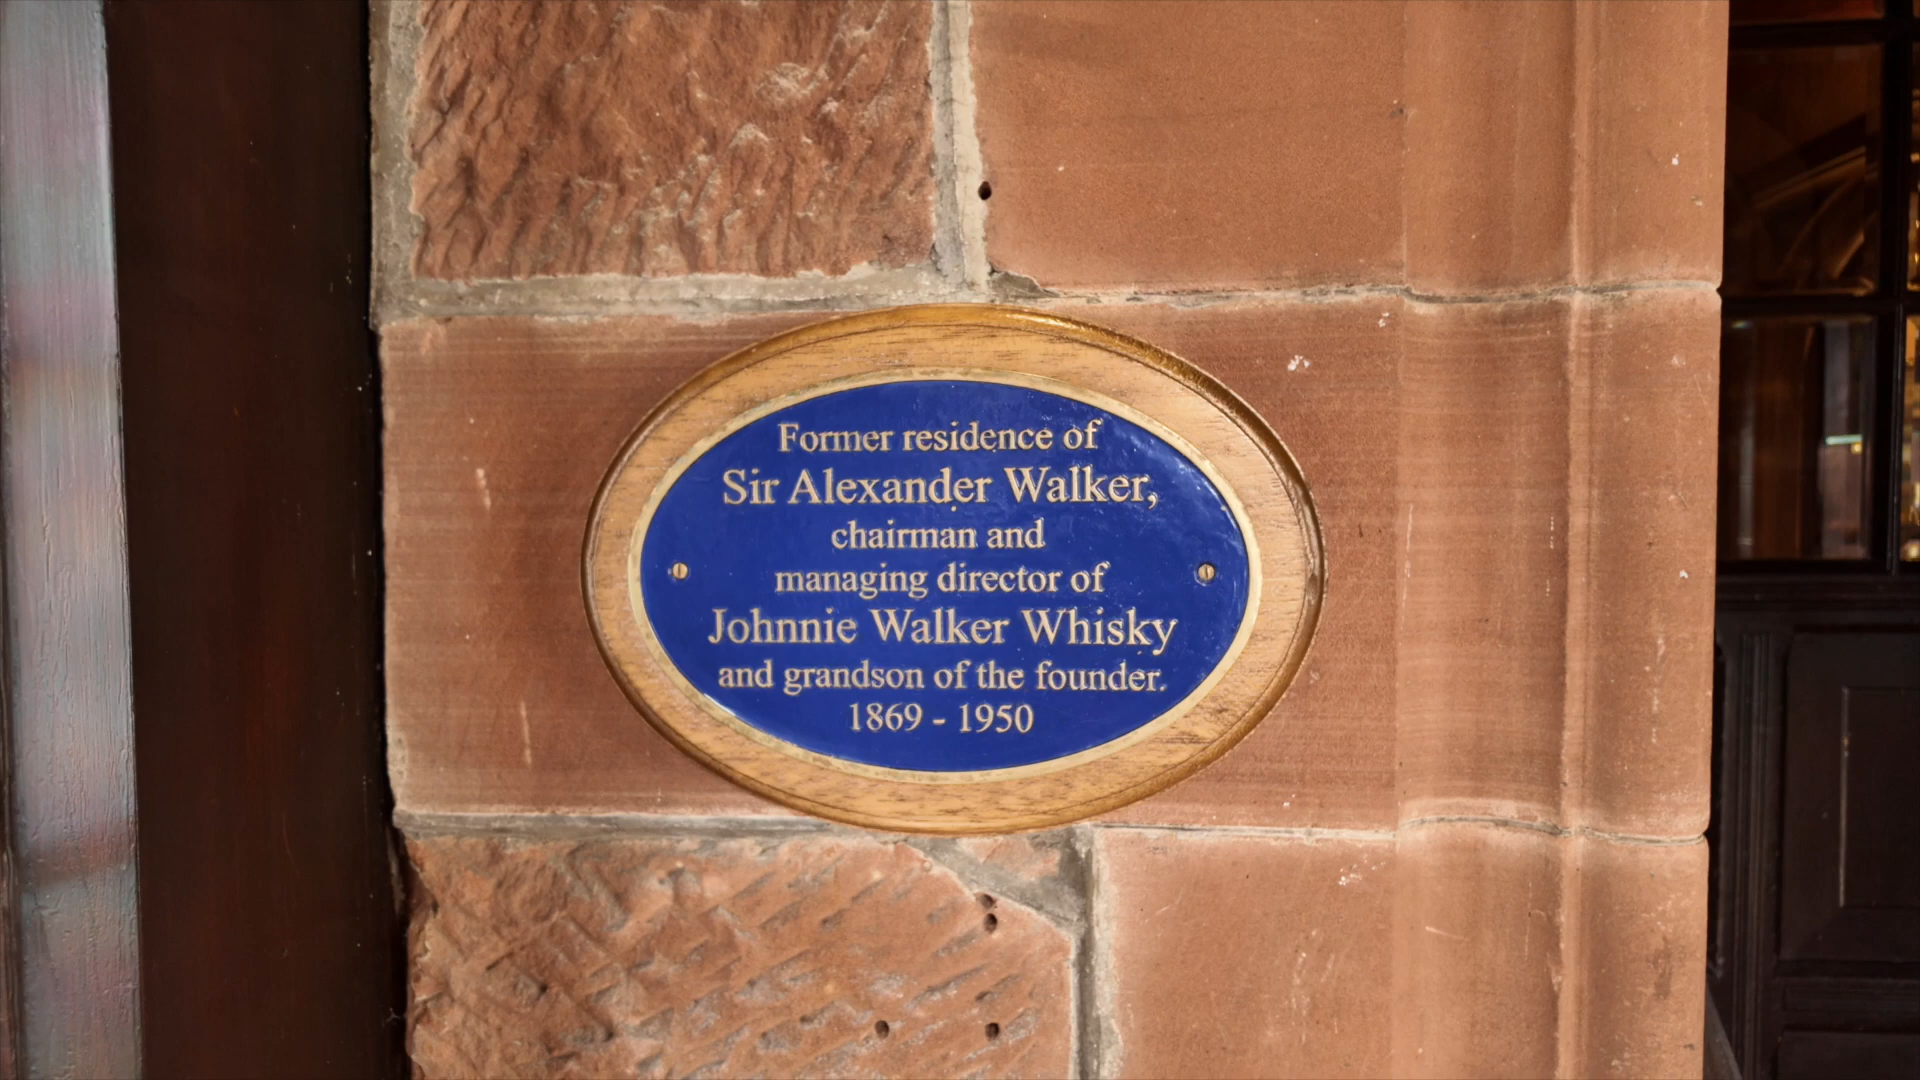 Former residence of
Sir Alexander Walker,
chairman and
managing director of
Johnnie Walker Whisky
and grandson of the founder.
1869 - 1950